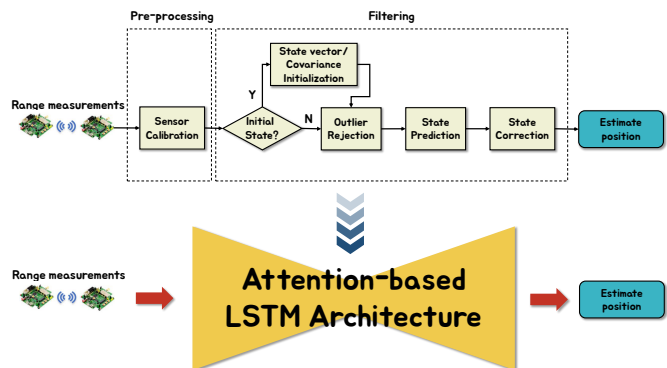 Pre-processing
Filtering
State vector/
Covariance
Initialization
Y
Range measurements
Sensor
Calibration
Initial
State?
N
Outlier
Rejection
State
Prediction
State
Correction
Estimate
position
Range measurements
Attention-based
LSTM Architecture
Estimate
position